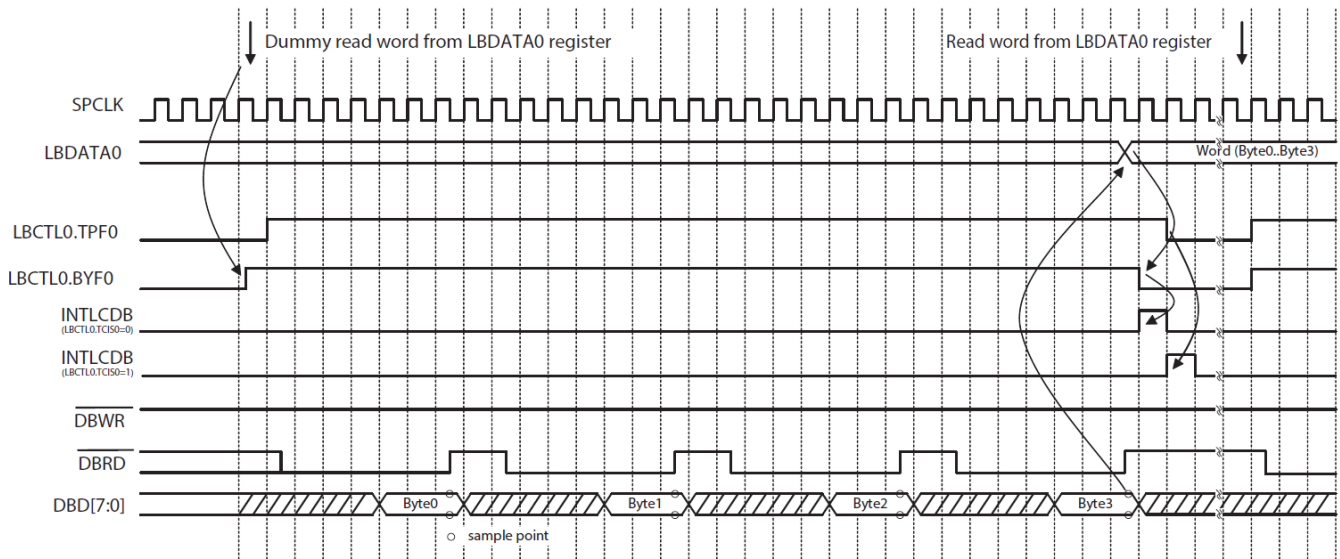 Dummy read word from LBDATA0 register
Read word from LBDATA0 register
SPCLK
LBDATA0
Word (Byte0..Byte3)
LBCTL0.TPF0
LBCTL0.BYF0
INTLCDB
(LBCTL0.TCIS0=0)
INTLCDB
(LBCTL0.TCIS0=1)
DBWR
DBRD
DBD[7:0]
Byte0
Byte1
Byte2
Byte3
sample point